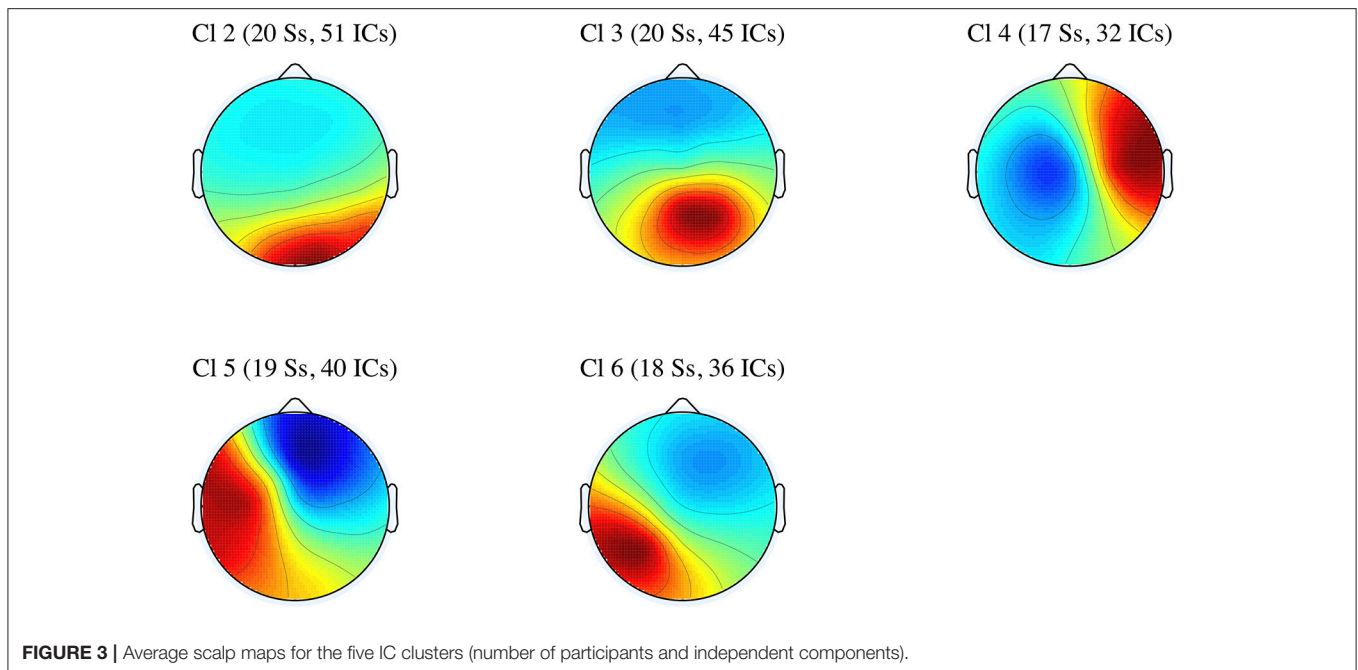 Cl 2 (20 Ss, 51 ICs)
Cl 3 (20 Ss, 45 ICs)
Cl 4 (17 Ss, 32 ICs)
Cl 5 (19 Ss, 40 ICs)
Cl 6 (18 Ss, 36 ICs)
FIGURE 3 | Average scalp maps for the five IC clusters (number of participants and independent components).